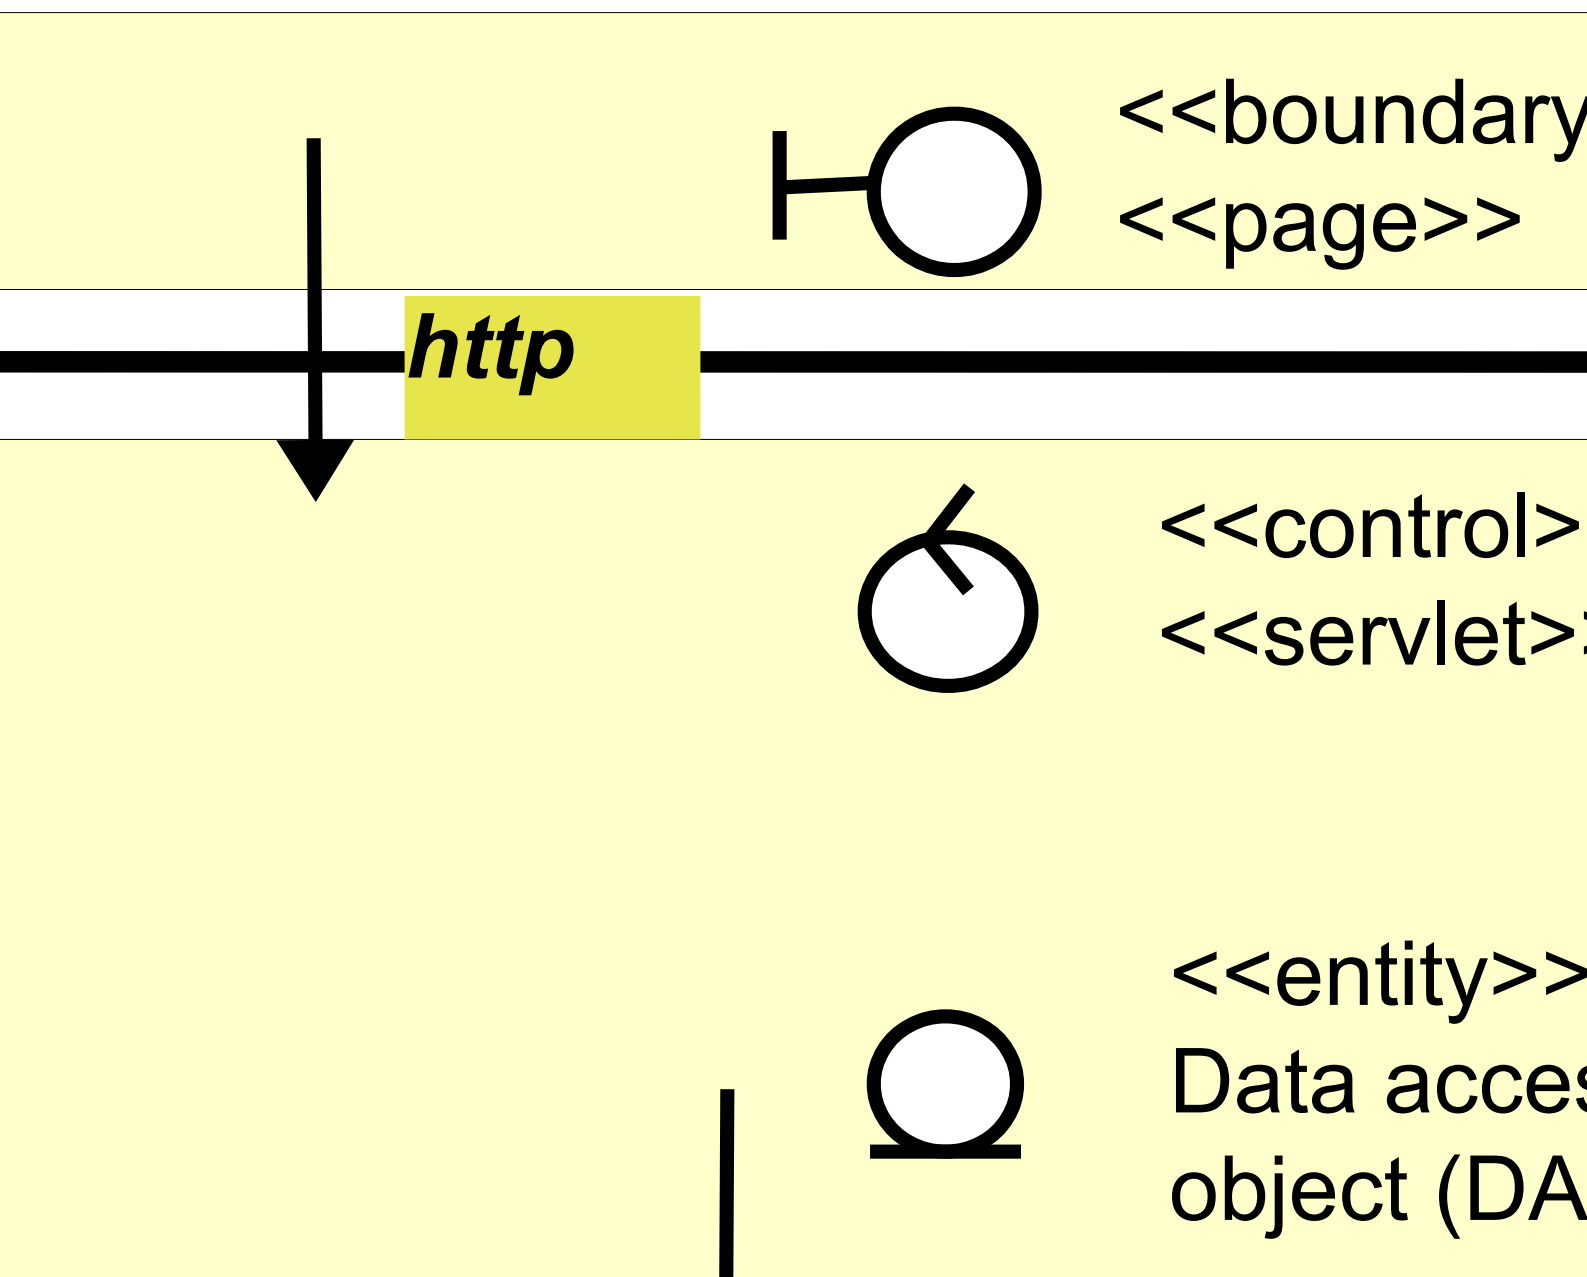 <<boundary
<<page>>
http
<<control>
<<servlet>>
<<entity>>
Data acces
object (DA